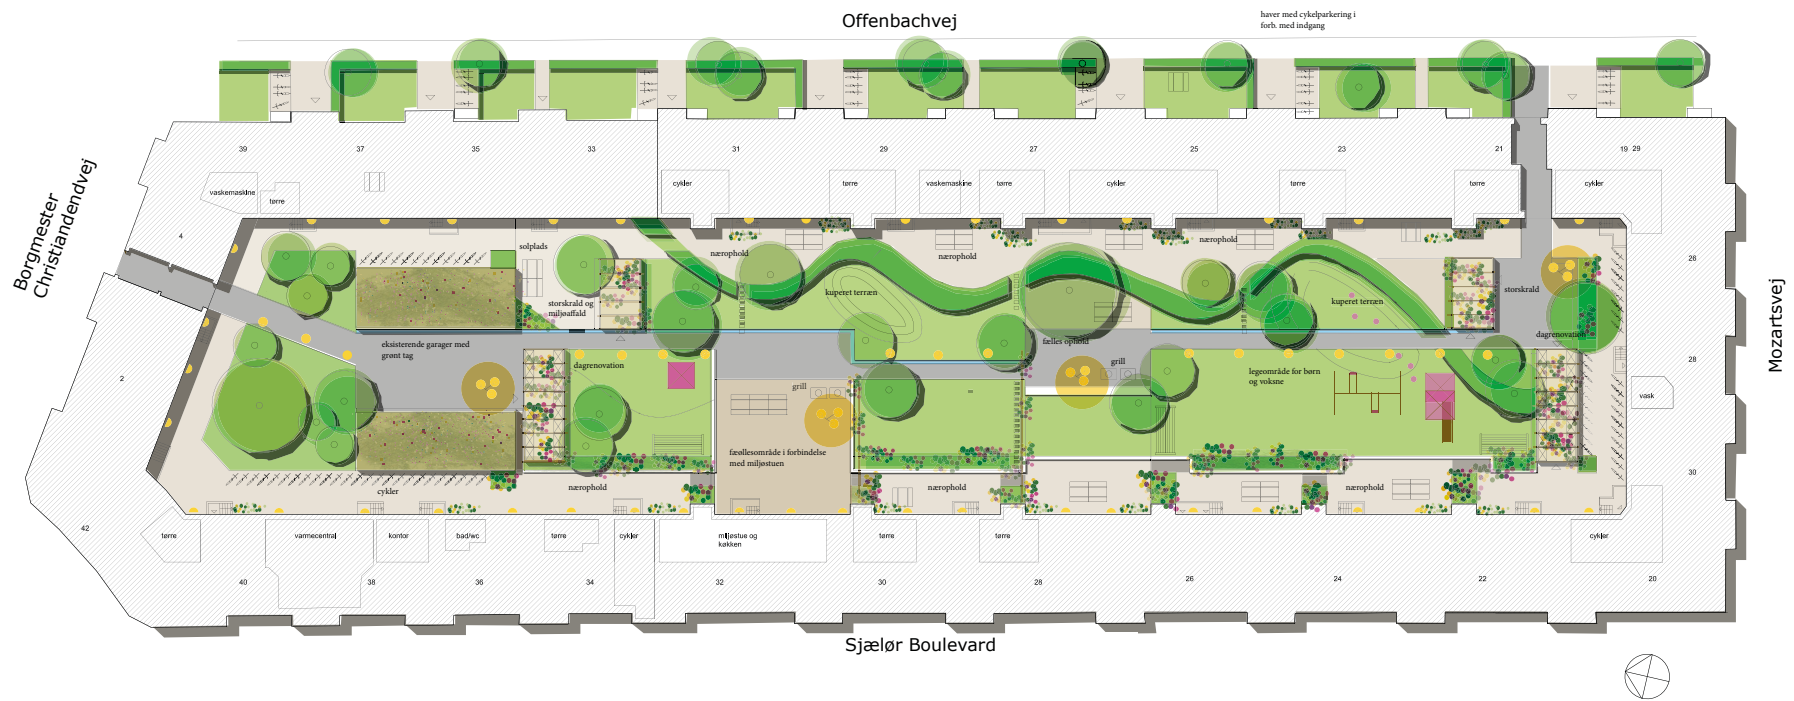 Offenbachvej
haver med cykelparkering i
forb. med indgang
Borgmester
Christiandendvej
39
37
35
33
31
29
27
25
23
21
19 29
vaskemaskine
tørre
cykler
tørre
vaskemaskine
tørre
cykler
tørre
tørre
cykler
4
solplads
nærophold
nærophold
nærophold
26
Mozartsvej
storskrald og
miljøaffald
kuperet terræn
kuperet terræn
storskrald
eksisterende garager med
grønt tag
fælles ophold
dagrenovation
28
2
dagrenovation
grill
grill
legeområde for børn
og voksne
vask
fæellesområde i forbindelse
med miljøstuen
30
cykler
nærophold
nærophold
nærophold
42
tørre
varmecentral
kontor
bad/wc
tørre
cykler
miljøstue og
køkken
tørre
tørre
cykler
40
38
36
34
32
30
28
26
24
22
20
Sjælør Boulevard